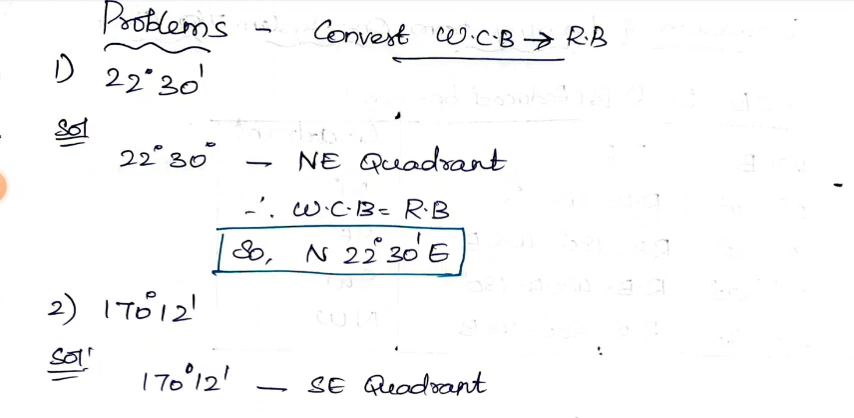 Problems - Convert W.C.B → R.B
1) 22° 30'
Sol
22° 30° - NE Quadrant
∴ W.C.B = R.B
So, N 22° 30' E
2) 170° 12'
Sol:
170° 12' - SE Quadrant